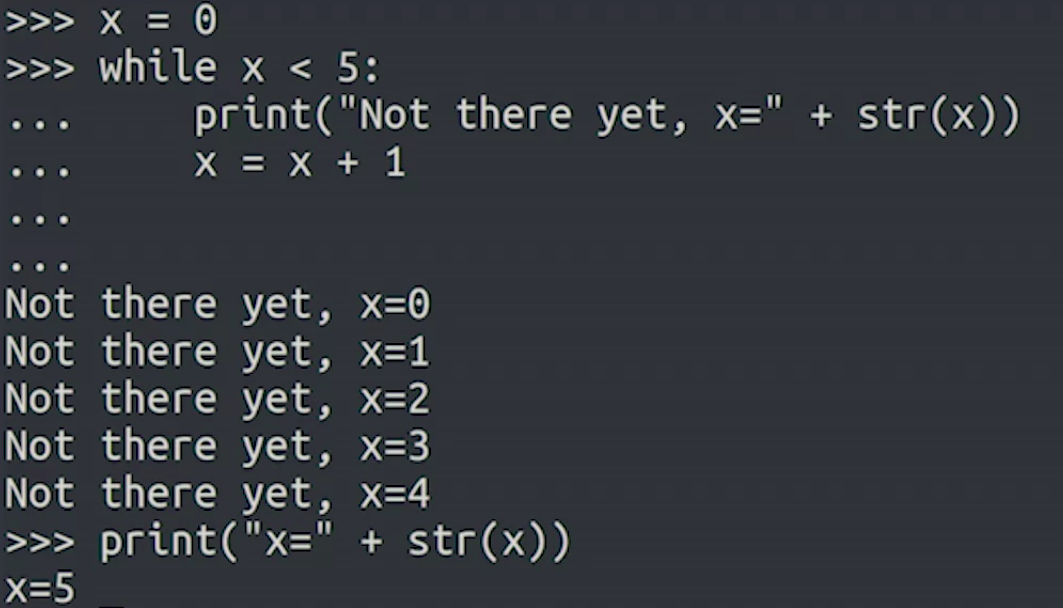 >>> x = 0
>>> while x < 5:
...     print("Not there yet, x=" + str(x))
...     x = x + 1
...
...
Not there yet, x=0
Not there yet, x=1
Not there yet, x=2
Not there yet, x=3
Not there yet, x=4
>>> print("x=" + str(x))
x=5